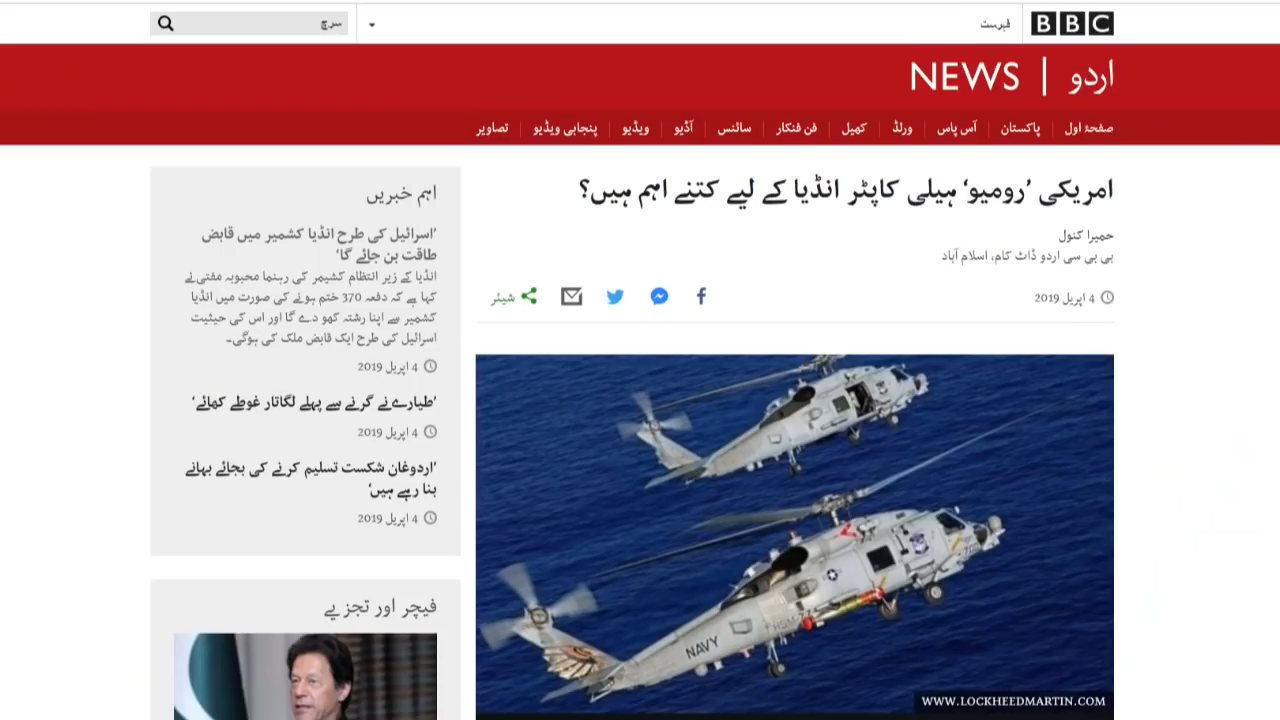 BBC
فہرست
سرچ
NEWS | اردو
صفحۂ اول
پاکستان
آس پاس
ورلڈ
کھیل
فن فنکار
سائنس
آڈیو
ویڈیو
پنجابی ویڈیو
تصاویر
امریکی ’رومیو‘ ہیلی کاپٹر انڈیا کے لیے کتنے اہم ہیں؟
حمیرا کنول
بی بی سی اردو ڈاٹ کام، اسلام آباد
4 اپریل 2019
شیئر
NAVY
WWW.LOCKHEEDMARTIN.COM
اہم خبریں
’اسرائیل کی طرح انڈیا کشمیر میں قابض
طاقت بن جائے گا‘
انڈیا کے زیر انتظام کشیمر کی رہنما محبوبہ مفتی نے
کہا ہے کہ دفعہ 370 ختم ہونے کی صورت میں انڈیا
کشمیر سے اپنا رشتہ کھو دے گا اور اس کی حیثیت
اسرائیل کی طرح ایک قابض ملک کی ہوگی۔
4 اپریل 2019
’طیارے نے گرنے سے پہلے لگاتار غوطے کھائے‘
4 اپریل 2019
’اردوغان شکست تسلیم کرنے کی بجائے بہانے
بنا رہے ہیں‘
4 اپریل 2019
فیچر اور تجزیے